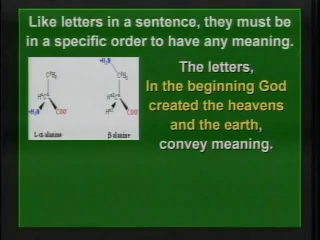 Like letters in a sentence, they must be
in a specific order to have any meaning.
The letters,
In the beginning God
created the heavens
and the earth,
convey meaning.
L-α-alanine
β-alanine